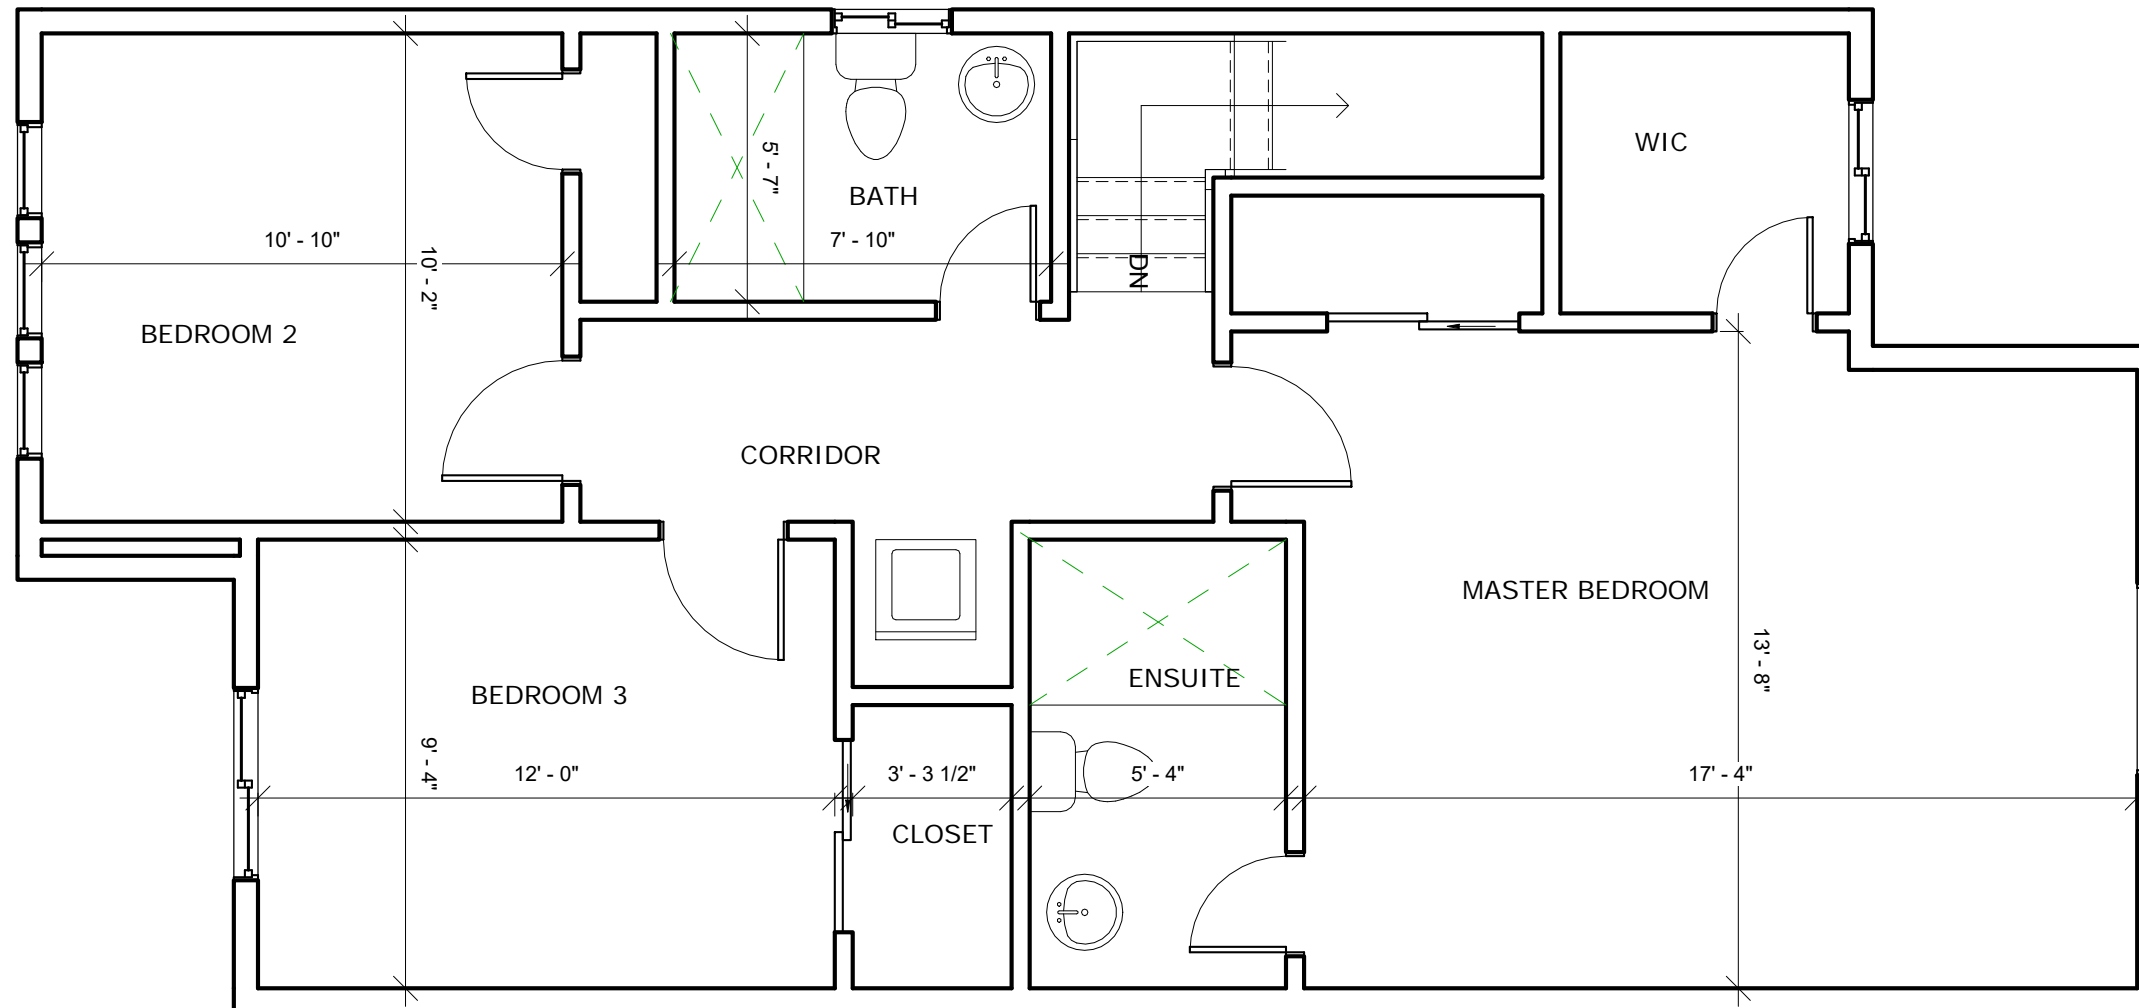 WIC
5' - 7"
BATH
10' - 10"
7' - 10"
10' - 2"
DN
BEDROOM 2
CORRIDOR
MASTER BEDROOM
13' - 8"
ENSUITE
BEDROOM 3
9' - 4"
12' - 0"
3' - 3 1/2"
5' - 4"
17' - 4"
CLOSET